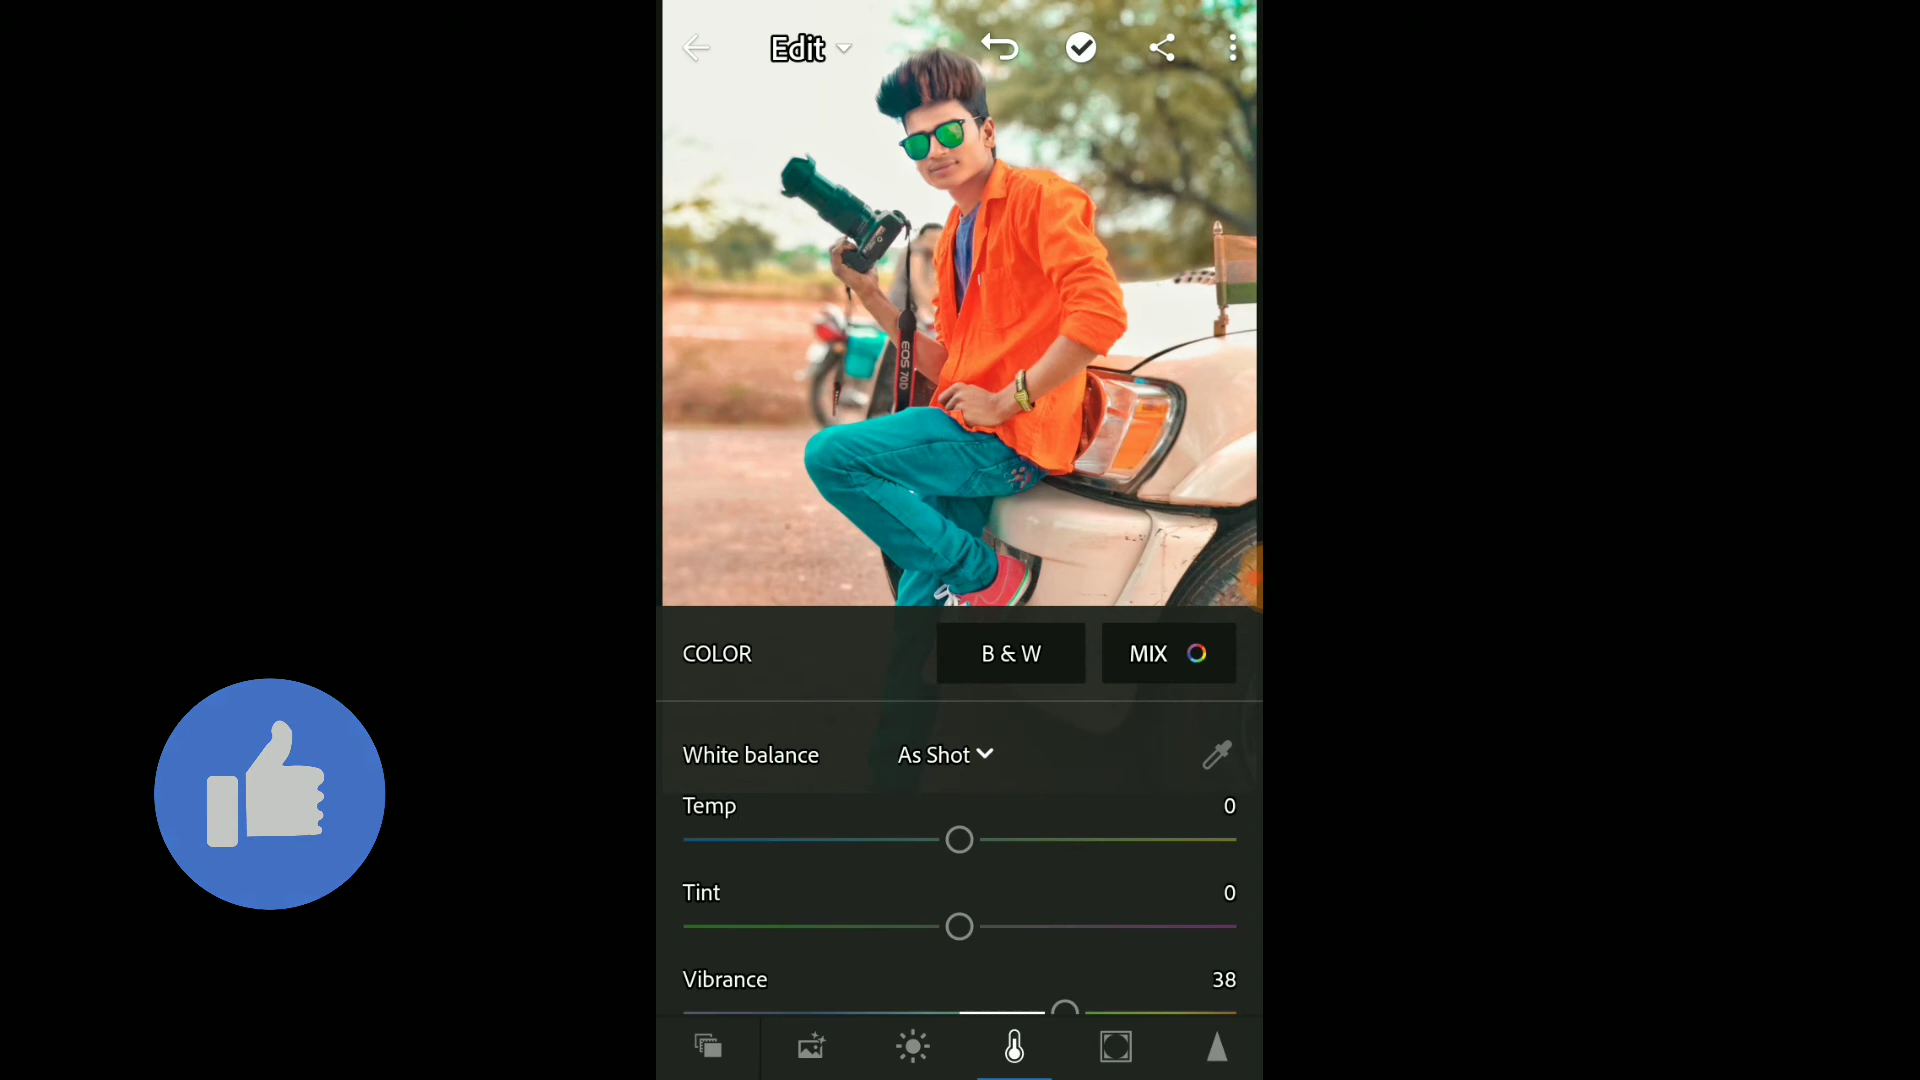 Edit
EOS 70D
COLOR
B & W
MIX
White balance
As Shot
Temp
0
Tint
0
Vibrance
38